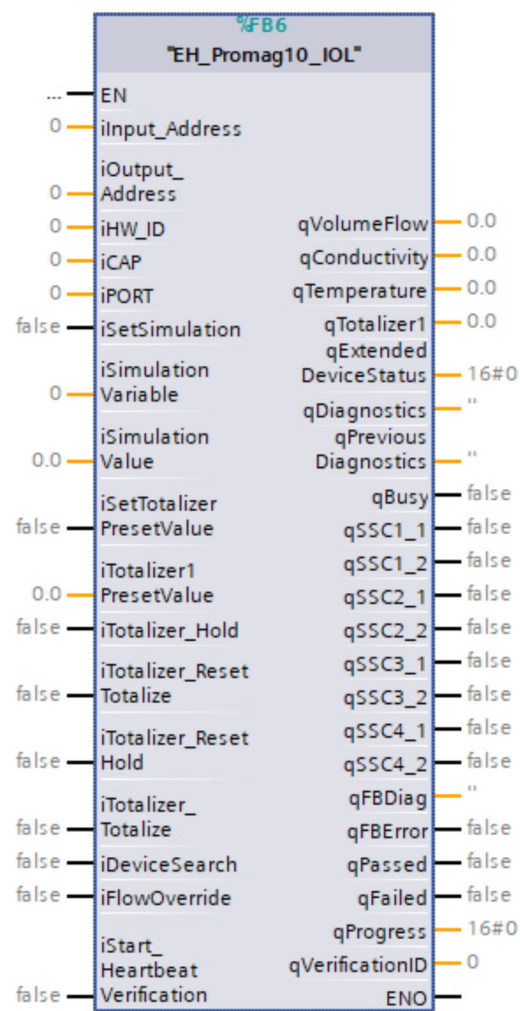 %FB6
"EH_Promag10_IOL"
... EN
0 iInput_Address
iOutput_
0 Address
0 iHW_ID
qVolumeFlow 0.0
0 iCAP
qConductivity 0.0
0 iPORT
qTemperature 0.0
false iSetSimulation
qTotalizer1 0.0
iSimulation
0 Variable
qExtended
DeviceStatus 16#0
qDiagnostics ''
iSimulation
0.0 Value
qPrevious
Diagnostics ''
qBusy false
iSetTotalizer
false PresetValue
qSSC1_1 false
qSSC1_2 false
iTotalizer1
0.0 PresetValue
qSSC2_1 false
false iTotalizer_Hold
qSSC2_2 false
iTotalizer_Reset
false Totalize
qSSC3_1 false
qSSC3_2 false
iTotalizer_Reset
false Hold
qSSC4_1 false
qSSC4_2 false
iTotalizer_
false Totalize
qFBDiag ''
qFBError false
false iDeviceSearch
qPassed false
false iFlowOverride
qFailed false
qProgress 16#0
iStart_
Heartbeat
false Verification
qVerificationID 0
ENO